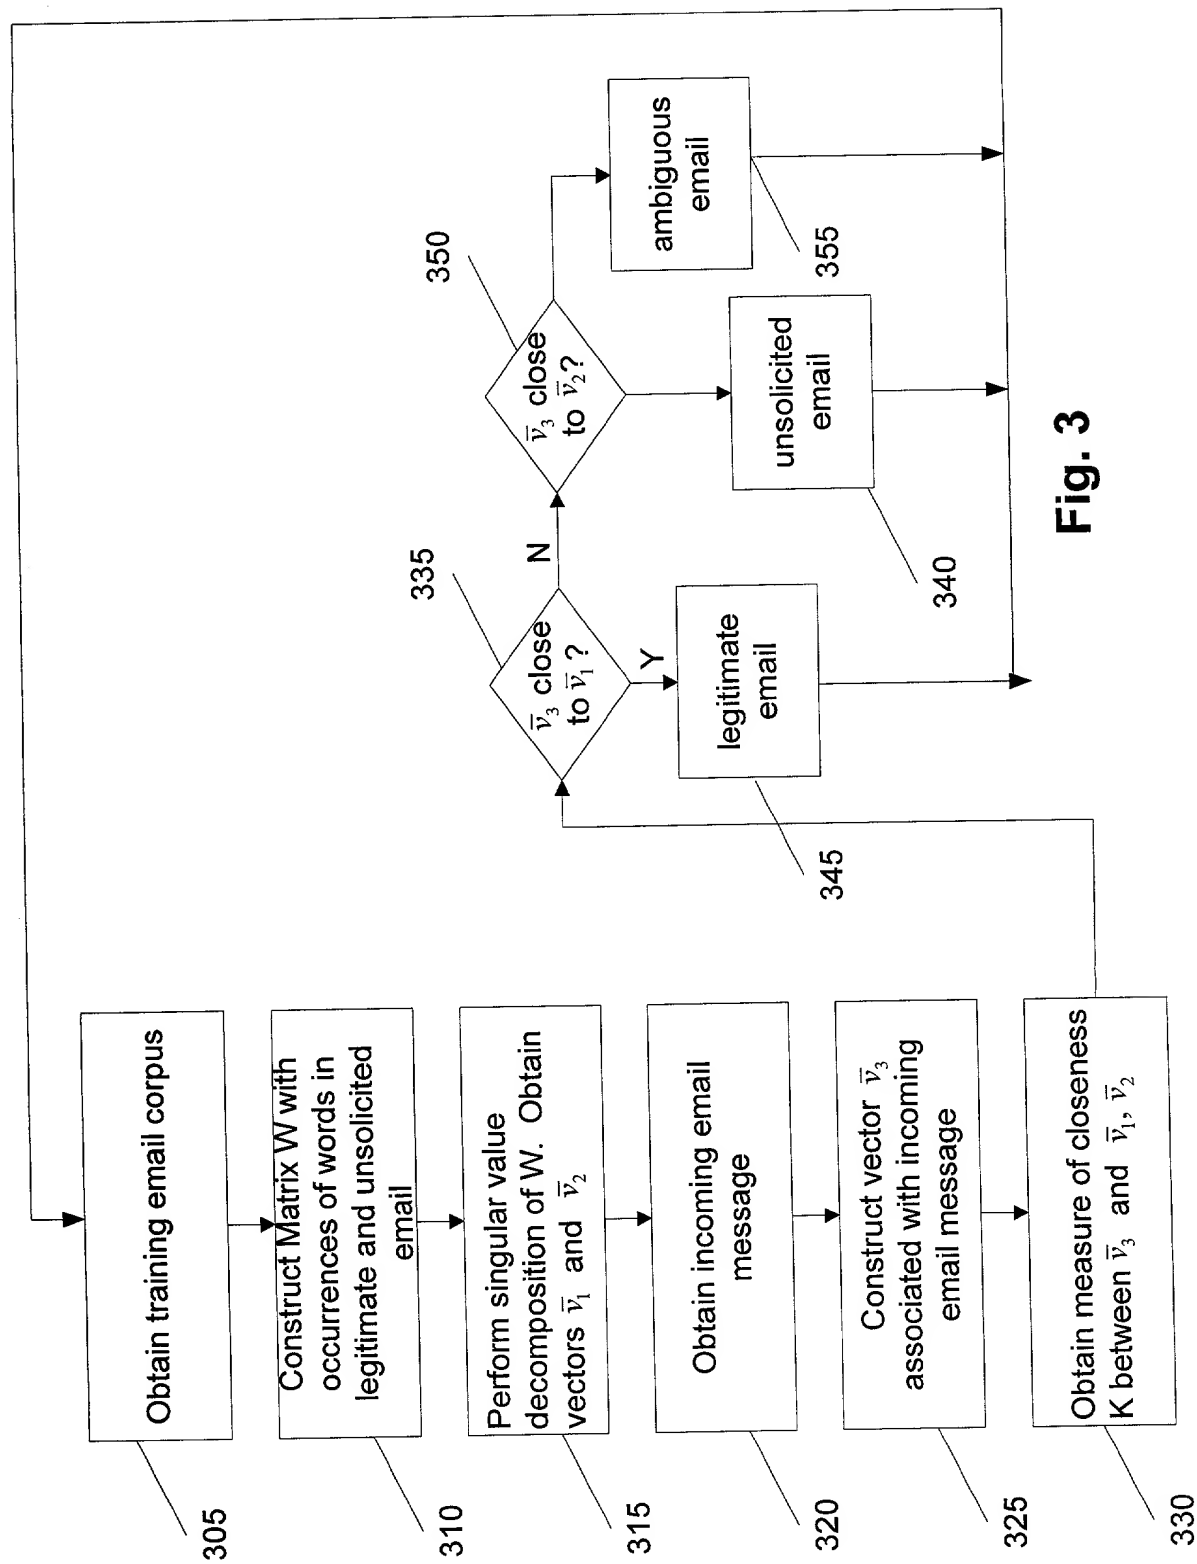 305
Obtain training email corpus
310
Construct Matrix W with
occurrences of words in
legitimate and unsolicited
email
315
Perform singular value
decomposition of W. Obtain
vectors v̅₁ and v̅₂
320
Obtain incoming email
message
325
Construct vector v̅₃
associated with incoming
email message
330
Obtain measure of closeness
K between v̅₃ and v̅₁, v̅₂
335
v̅₃ close
to v̅₁?
N
Y
345
legitimate
email
350
v̅₃ close
to v̅₂?
340
unsolicited
email
355
ambiguous
email
Fig. 3